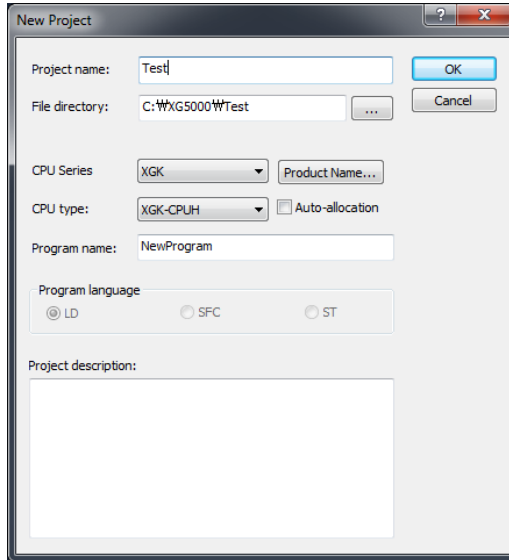 New Project
?
x
Project name:
Test
OK
File directory:
C:₩XG5000₩Test
...
Cancel
CPU Series
XGK
Product Name...
CPU type:
XGK-CPUH
Auto-allocation
Program name:
NewProgram
Program language
LD
SFC
ST
Project description: